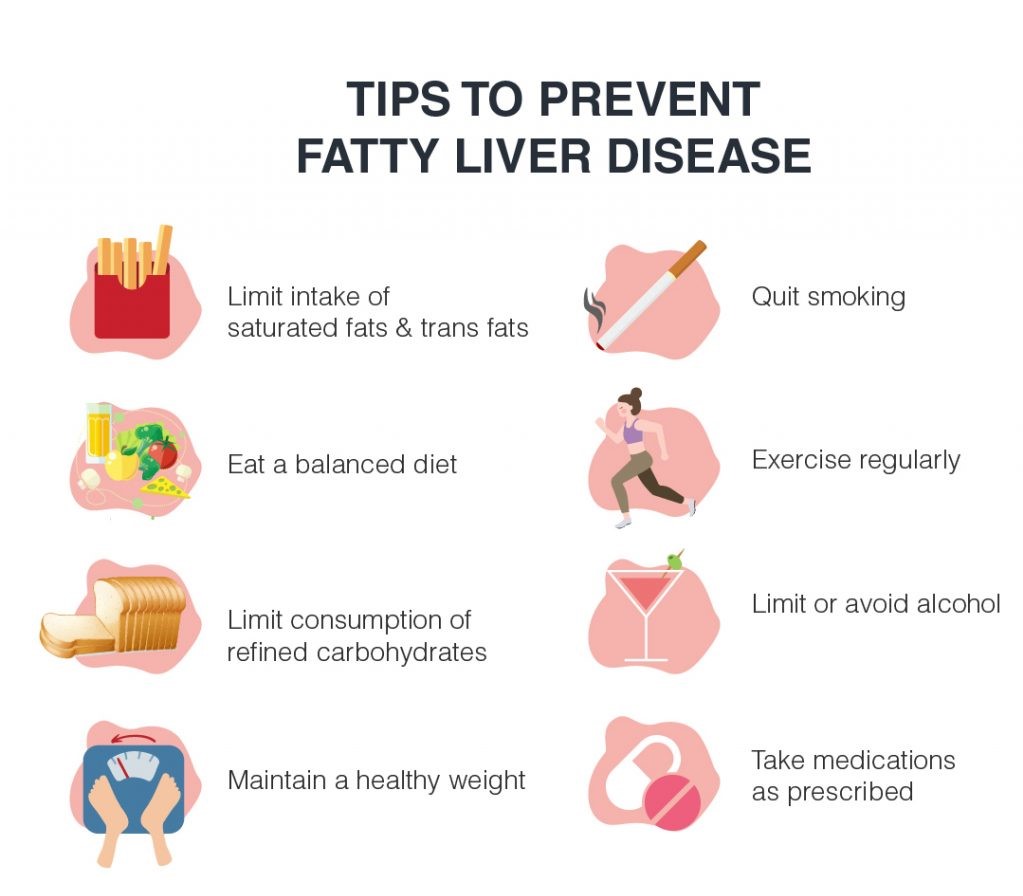 TIPS TO PREVENT
FATTY LIVER DISEASE
Limit intake of
saturated fats & trans fats
Quit smoking
Eat a balanced diet
Exercise regularly
Limit consumption of
refined carbohydrates
Limit or avoid alcohol
Maintain a healthy weight
Take medications
as prescribed